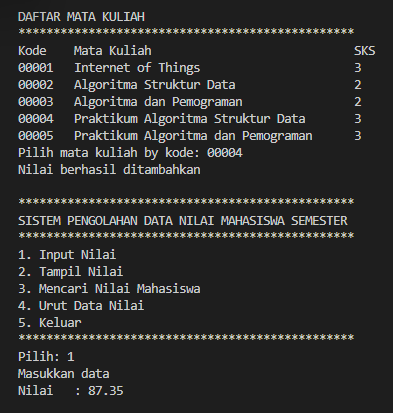 DAFTAR MATA KULIAH
************************************************
Kode Mata Kuliah SKS
00001 Internet of Things 3
00002 Algoritma Struktur Data 2
00003 Algoritma dan Pemograman 2
00004 Praktikum Algoritma Struktur Data 3
00005 Praktikum Algoritma dan Pemograman 3
Pilih mata kuliah by kode: 00004
Nilai berhasil ditambahkan
************************************************
SISTEM PENGOLAHAN DATA NILAI MAHASISWA SEMESTER
************************************************
1. Input Nilai
2. Tampil Nilai
3. Mencari Nilai Mahasiswa
4. Urut Data Nilai
5. Keluar
************************************************
Pilih: 1
Masukkan data
Nilai : 87.35